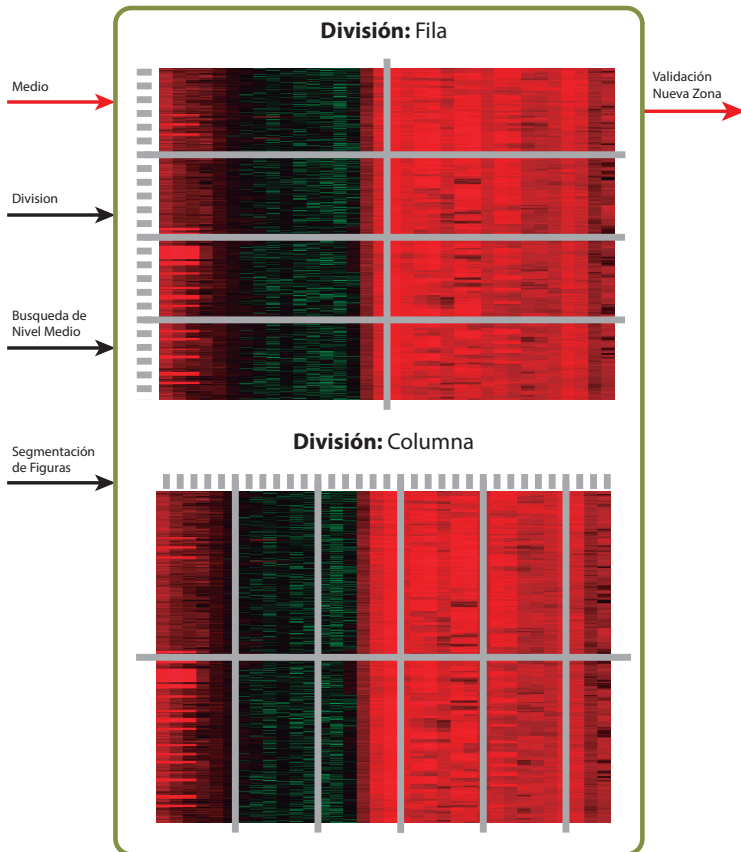 División: Fila
Medio
Validación
Nueva Zona
Division
Busqueda de
Nivel Medio
División: Columna
Segmentación
de Figuras